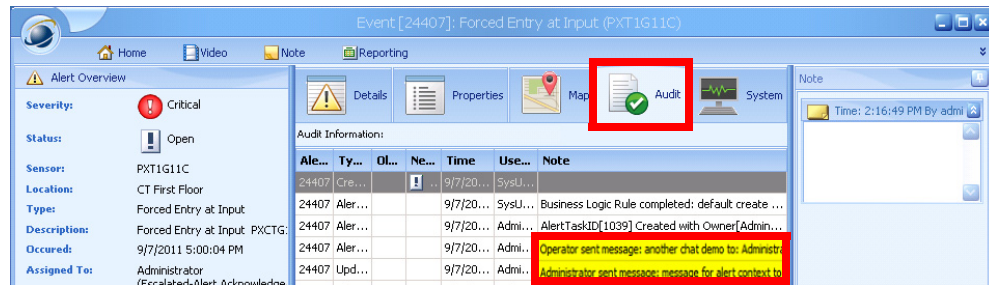 Event [24407]: Forced Entry at Input (PXT1G11C)
Home Video Note Reporting
Alert Overview
Severity: Critical
Status: Open
Sensor: PXT1G11C
Location: CT First Floor
Type: Forced Entry at Input
Description: Forced Entry at Input PXCTG:
Occured: 9/7/2011 5:00:04 PM
Assigned To: Administrator
(Escalated-Alert Acknowledge
Details Properties Map Audit System
Audit Information:
Ale... Ty... Ol... Ne... Time Use... Note
24407 Cre... .. 9/7/20... SysU...
24407 Aler... 9/7/20... SysU... Business Logic Rule completed: default create ...
24407 Aler... 9/7/20... Admi... AlertTaskID[1039] Created with Owner[Admin...
24407 Aler... 9/7/20... Admi.. Operator sent message: another chat demo to: Administra
24407 Upd... 9/7/20... Admi.. Administrator sent message: message for alert context to
Note
Time: 2:16:49 PM By admi